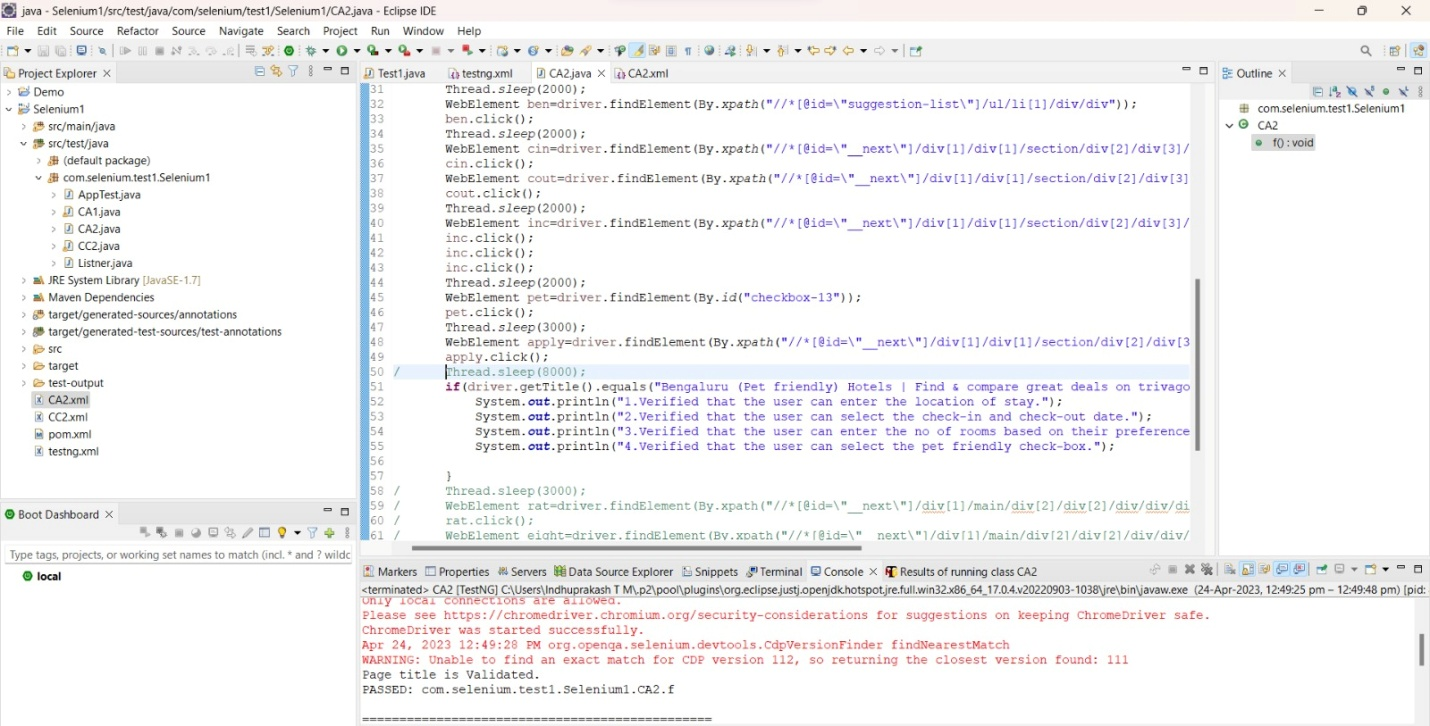 java - Selenium1/src/test/java/com/selenium/test1/Selenium1/CA2.java - Eclipse IDE
File Edit Source Refactor Source Navigate Search Project Run Window Help
Project Explorer
Demo
Selenium1
src/main/java
src/test/java
(default package)
com.selenium.test1.Selenium1
AppTest.java
CA1.java
CA2.java
CC2.java
Listner.java
JRE System Library [JavaSE-1.7]
Maven Dependencies
target/generated-sources/annotations
target/generated-test-sources/test-annotations
src
target
test-output
CA2.xml
CC2.xml
pom.xml
testng.xml
Boot Dashboard
Type tags, projects, or working set names to match (incl. * and ? wildc
local
Test1.java testng.xml CA2.java CA2.xml
31 Thread.sleep(2000);
32 WebElement ben=driver.findElement(By.xpath("//*[@id=\"suggestion-list\"]/ul/li[1]/div/div"));
33 ben.click();
34 Thread.sleep(2000);
35 WebElement cin=driver.findElement(By.xpath("//*[@id=\"__next\"]/div[1]/div[1]/section/div[2]/div[3]/
36 cin.click();
37 WebElement cout=driver.findElement(By.xpath("//*[@id=\"__next\"]/div[1]/div[1]/section/div[2]/div[3]
38 cout.click();
39 Thread.sleep(2000);
40 WebElement inc=driver.findElement(By.xpath("//*[@id=\"__next\"]/div[1]/div[1]/section/div[2]/div[3]/
41 inc.click();
42 inc.click();
43 inc.click();
44 Thread.sleep(2000);
45 WebElement pet=driver.findElement(By.id("checkbox-13"));
46 pet.click();
47 Thread.sleep(3000);
48 WebElement apply=driver.findElement(By.xpath("//*[@id=\"__next\"]/div[1]/div[1]/section/div[2]/div[3
49 apply.click();
50 / Thread.sleep(8000);
51 if(driver.getTitle().equals("Bengaluru (Pet friendly) Hotels | Find & compare great deals on trivago
52 System.out.println("1.Verified that the user can enter the location of stay.");
53 System.out.println("2.Verified that the user can select the check-in and check-out date.");
54 System.out.println("3.Verified that the user can enter the no of rooms based on their preference
55 System.out.println("4.Verified that the user can select the pet friendly check-box.");
56
57 }
58 / Thread.sleep(3000);
59 / WebElement rat=driver.findElement(By.xpath("//*[@id=\"__next\"]/div[1]/main/div[2]/div[2]/div/div/di
60 / rat.click();
61 / WebElement eight=driver.findElement(By.xpath("//*[@id=\"__next\"]/div[1]/main/div[2]/div[2]/div/div/
Outline
com.selenium.test1.Selenium1
CA2
f() : void
Markers Properties Servers Data Source Explorer Snippets Terminal Console Results of running class CA2
<terminated> CA2 [TestNG] C:\Users\Indhuprakash T M\.p2\pool\plugins\org.eclipse.justj.openjdk.hotspot.jre.full.win32.x86_64_17.0.4.v20220903-1038\jre\bin\javaw.exe (24-Apr-2023, 12:49:25 pm – 12:49:48 pm) [pid:
Only local connections are allowed.
Please see https://chromedriver.chromium.org/security-considerations for suggestions on keeping ChromeDriver safe.
ChromeDriver was started successfully.
Apr 24, 2023 12:49:28 PM org.openqa.selenium.devtools.CdpVersionFinder findNearestMatch
WARNING: Unable to find an exact match for CDP version 112, so returning the closest version found: 111
Page title is Validated.
PASSED: com.selenium.test1.Selenium1.CA2.f
===============================================